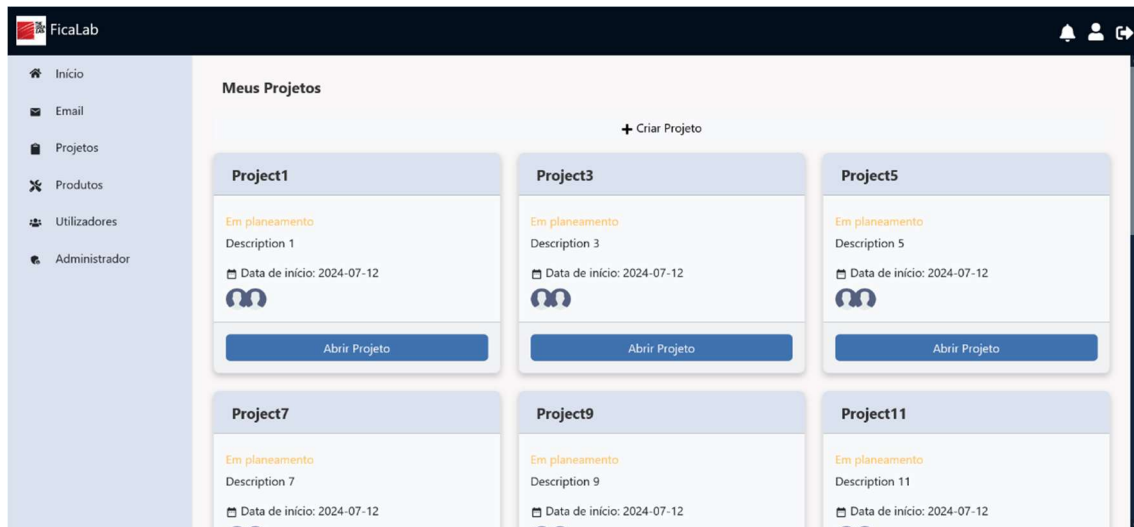 FicaLab
Início
Email
Projetos
Produtos
Utilizadores
Administrador
Meus Projetos
Criar Projeto
Project1
Em planeamento
Description 1
Data de início: 2024-07-12
Abrir Projeto
Project3
Em planeamento
Description 3
Data de início: 2024-07-12
Abrir Projeto
Project5
Em planeamento
Description 5
Data de início: 2024-07-12
Abrir Projeto
Project7
Em planeamento
Description 7
Data de início: 2024-07-12
Project9
Em planeamento
Description 9
Data de início: 2024-07-12
Project11
Em planeamento
Description 11
Data de início: 2024-07-12